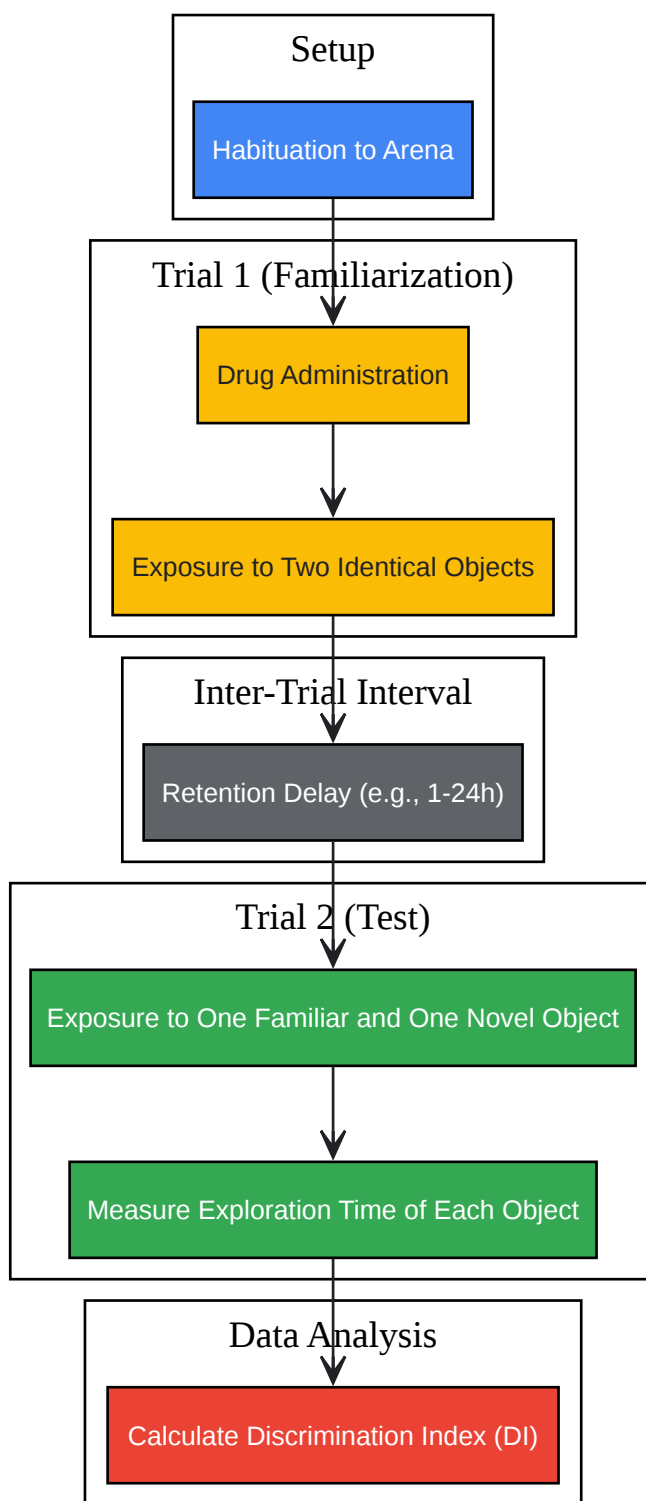 Setup
Habituation to Arena
Trial 1 (Familiarization)
Drug Administration
Exposure to Two Identical Objects
Inter-Trial Interval
Retention Delay (e.g., 1-24h)
Trial 2 (Test)
Exposure to One Familiar and One Novel Object
Measure Exploration Time of Each Object
Data Analysis
Calculate Discrimination Index (DI)